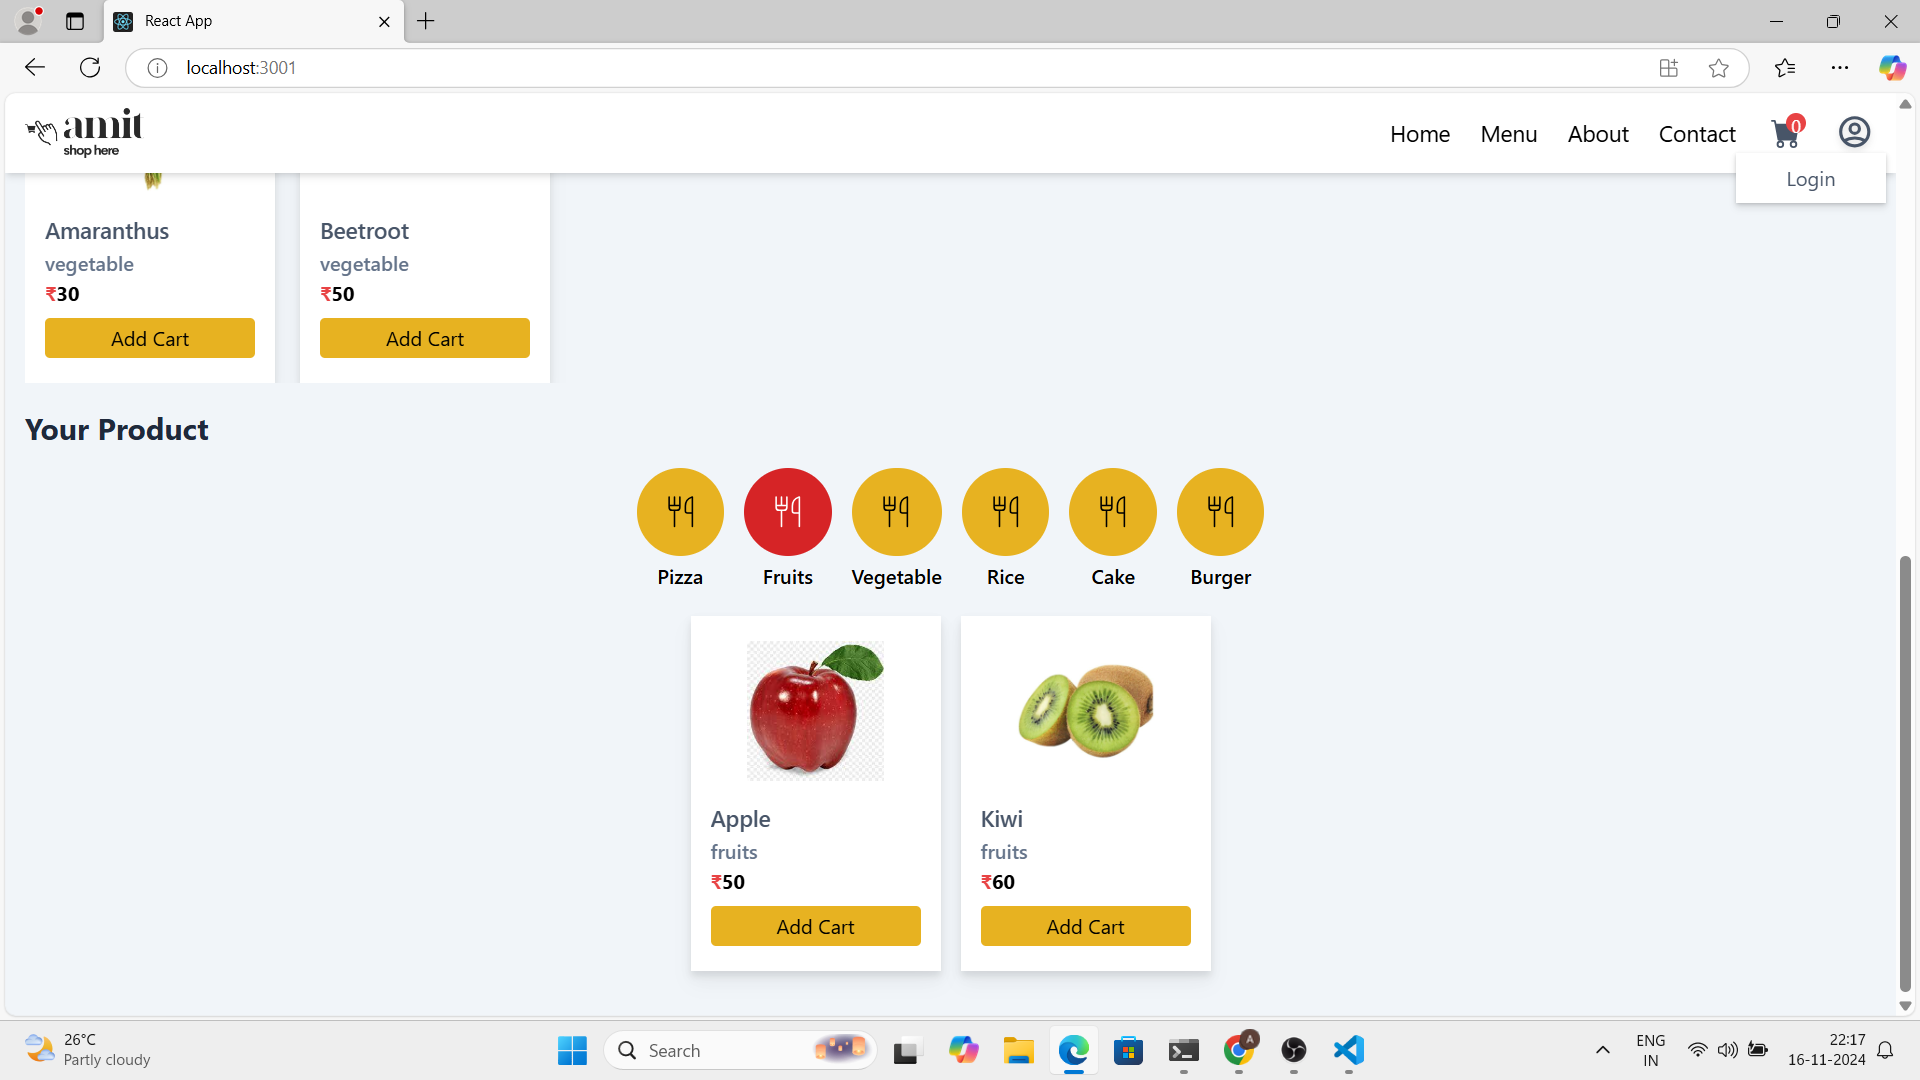 React App
localhost:3001
amit
shop here
Home Menu About Contact 0
Login
Amaranthus
vegetable
₹30
Add Cart
Beetroot
vegetable
₹50
Add Cart
Your Product
Pizza Fruits Vegetable Rice Cake Burger
Apple
fruits
₹50
Add Cart
Kiwi
fruits
₹60
Add Cart
26°C
Partly cloudy
Search
A
ENG
IN
22:17
16-11-2024